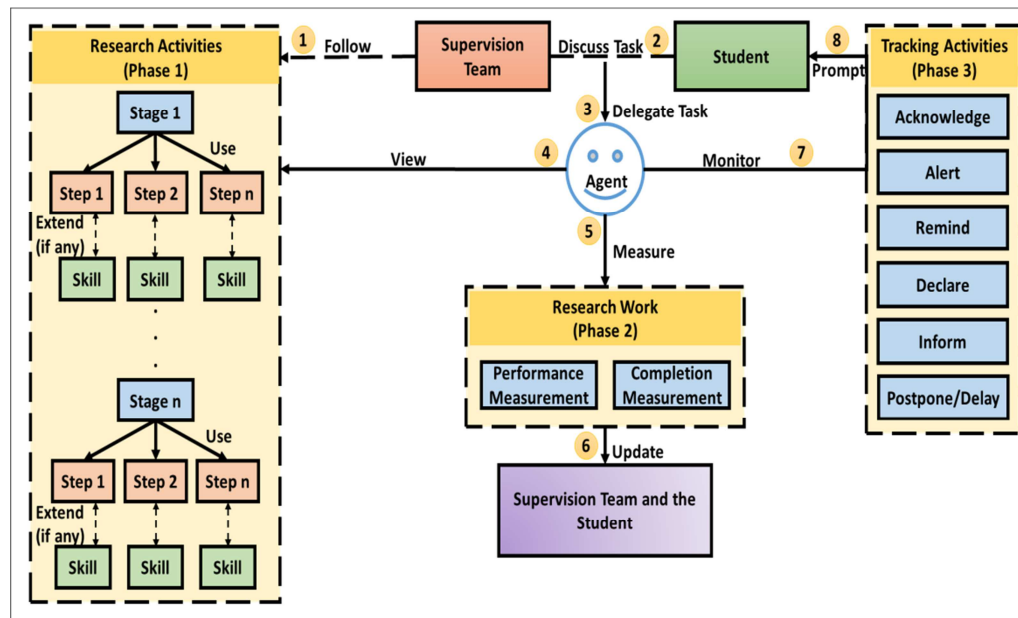 Research Activities
(Phase 1)
1
Follow
Supervision
Team
Discuss Task
2
Student
8
Prompt
Tracking Activities
(Phase 3)
Stage 1
Use
Step 1
Step 2
Step n
Extend
(if any)
Skill
Skill
Skill
.
.
.
Stage n
Use
Step 1
Step 2
Step n
Extend
(if any)
Skill
Skill
Skill
3
Delegate Task
4
View
Agent
Monitor
7
5
Measure
Research Work
(Phase 2)
Performance
Measurement
Completion
Measurement
6
Update
Supervision Team and the
Student
Acknowledge
Alert
Remind
Declare
Inform
Postpone/Delay